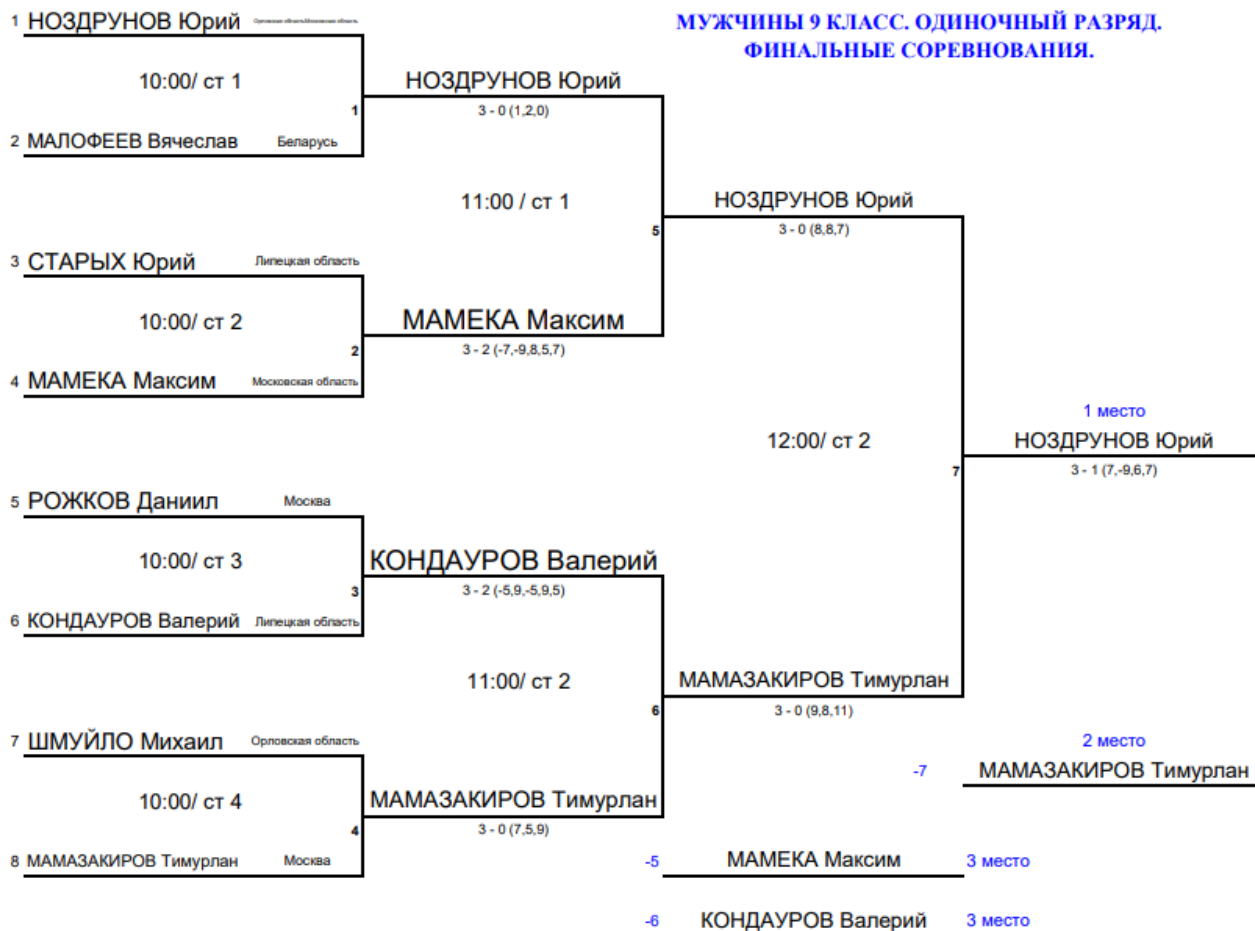 МУЖЧИНЫ 9 КЛАСС. ОДИНОЧНЫЙ РАЗРЯД.
ФИНАЛЬНЫЕ СОРЕВНОВАНИЯ.
1 НОЗДРУНОВ Юрий Орловская областьМосковская область
10:00/ ст 1
НОЗДРУНОВ Юрий
1
3 - 0 (1,2,0)
2 МАЛОФЕЕВ Вячеслав Беларусь
11:00 / ст 1
НОЗДРУНОВ Юрий
5
3 - 0 (8,8,7)
3 СТАРЫХ Юрий Липецкая область
10:00/ ст 2
МАМЕКА Максим
2
3 - 2 (-7,-9,8,5,7)
4 МАМЕКА Максим Московская область
12:00/ ст 2
1 место
НОЗДРУНОВ Юрий
7
3 - 1 (7,-9,6,7)
5 РОЖКОВ Даниил Москва
10:00/ ст 3
КОНДАУРОВ Валерий
3
3 - 2 (-5,9,-5,9,5)
6 КОНДАУРОВ Валерий Липецкая область
11:00/ ст 2
МАМАЗАКИРОВ Тимурлан
6
3 - 0 (9,8,11)
7 ШМУЙЛО Михаил Орловская область
2 место
-7 МАМАЗАКИРОВ Тимурлан
10:00/ ст 4
МАМАЗАКИРОВ Тимурлан
4
3 - 0 (7,5,9)
8 МАМАЗАКИРОВ Тимурлан Москва
-5 МАМЕКА Максим 3 место
-6 КОНДАУРОВ Валерий 3 место